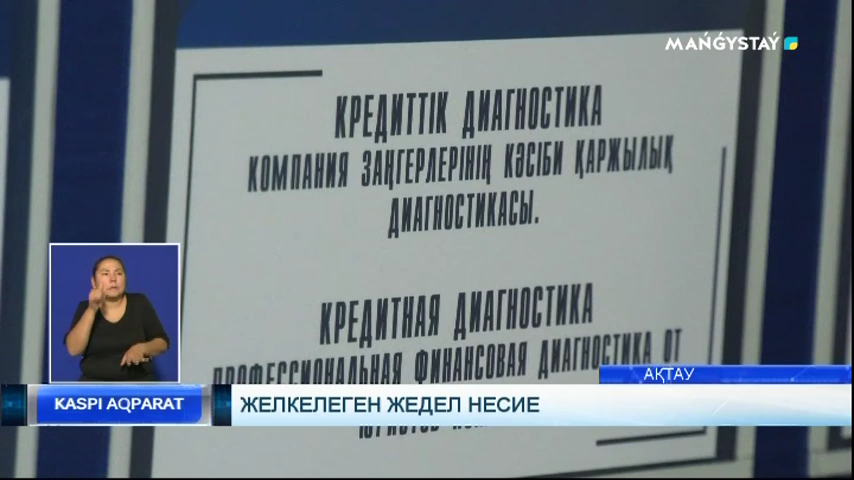 MAŃǴYSTAÝ
КРЕДИТТІК ДИАГНОСТИКА
КОМПАНИЯ ЗАҢГЕРЛЕРІНІҢ КӘСІБИ ҚАРЖЫЛЫҚ
ДИАГНОСТИКАСЫ.
КРЕДИТНАЯ ДИАГНОСТИКА
ПРОФЕССИОНАЛЬНАЯ ФИНАНСОВАЯ ДИАГНОСТИКА ОТ
АҚТАУ
KASPI AQPARAT
ЖЕЛКЕЛЕГЕН ЖЕДЕЛ НЕСИЕ